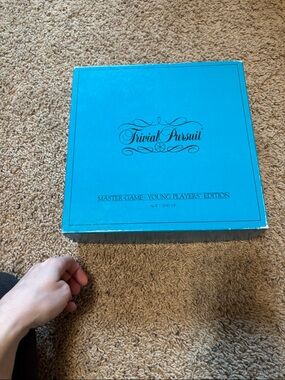 Trivial Pursuit
MASTER GAME - YOUNG PLAYERS' EDITION